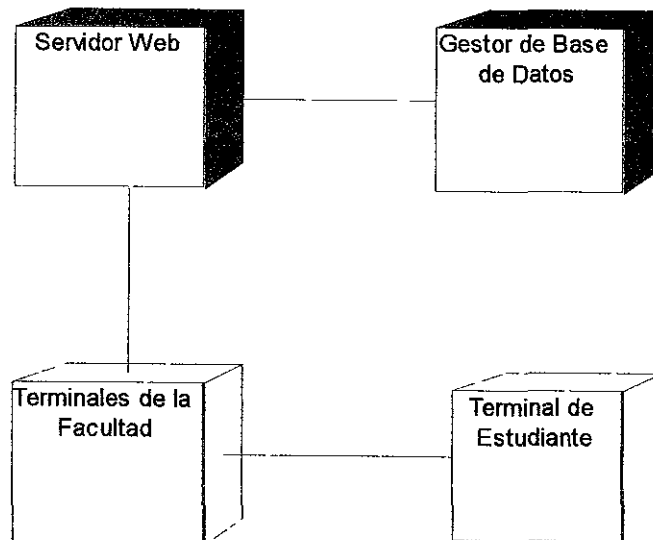 Servidor Web
Gestor de Base
de Datos
Terminales de la
Facultad
Terminal de
Estudiante